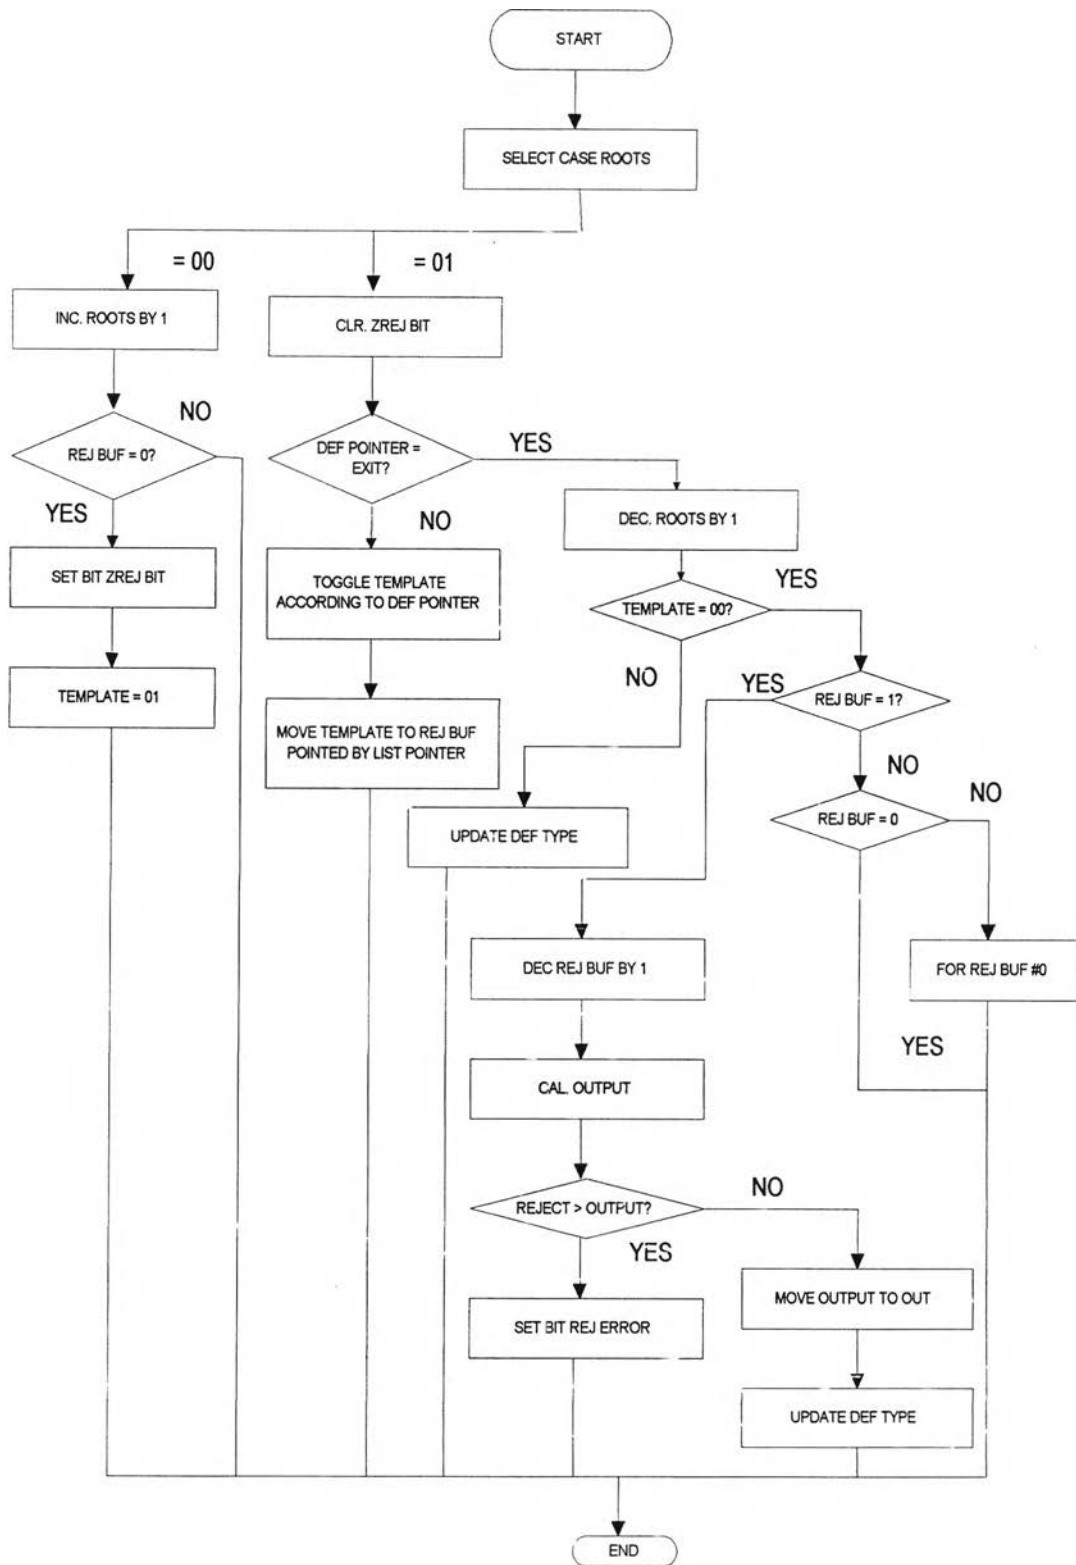 START
SELECT CASE ROOTS
= 00
= 01
INC. ROOTS BY 1
CLR. ZREJ BIT
NO
REJ BUF = 0?
DEF POINTER =
EXIT?
YES
YES
NO
DEC. ROOTS BY 1
SET BIT ZREJ BIT
TOGGLE TEMPLATE
ACCORDING TO DEF POINTER
YES
TEMPLATE = 00?
NO
YES
TEMPLATE = 01
MOVE TEMPLATE TO REJ BUF
POINTED BY LIST POINTER
REJ BUF = 1?
NO
NO
UPDATE DEF TYPE
REJ BUF = 0
DEC REJ BUF BY 1
FOR REJ BUF #0
YES
CAL. OUTPUT
REJECT > OUTPUT?
NO
YES
MOVE OUTPUT TO OUT
SET BIT REJ ERROR
UPDATE DEF TYPE
END